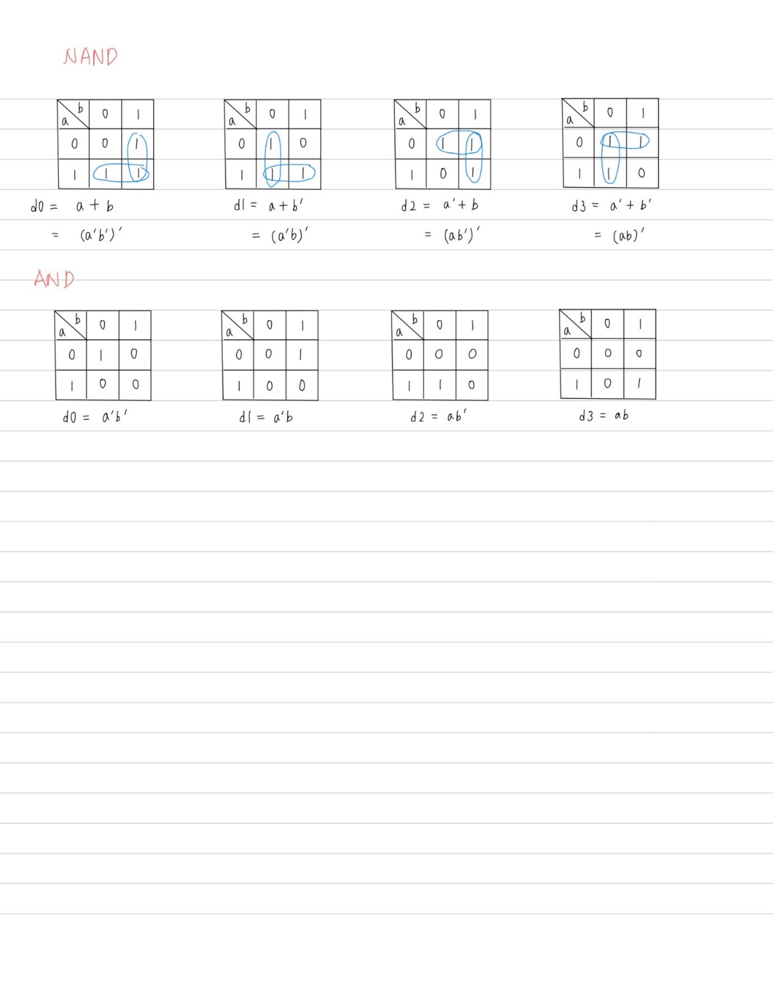 NAND
b 0 1 b 0 1 b 0 1 b 0 1
a a a a
0 0 1 0 1 0 0 1 1 0 1 1
1 1 1 1 1 1 1 0 1 1 1 0
d0 = a + b d1 = a + b' d2 = a' + b d3 = a' + b'
= (a'b')' = (a'b)' = (ab')' = (ab)'
AND
b 0 1 b 0 1 b 0 1 b 0 1
a a a a
0 1 0 0 0 1 0 0 0 0 0 0
1 0 0 1 0 0 1 1 0 1 0 1
d0 = a'b' d1 = a'b d2 = ab' d3 = ab